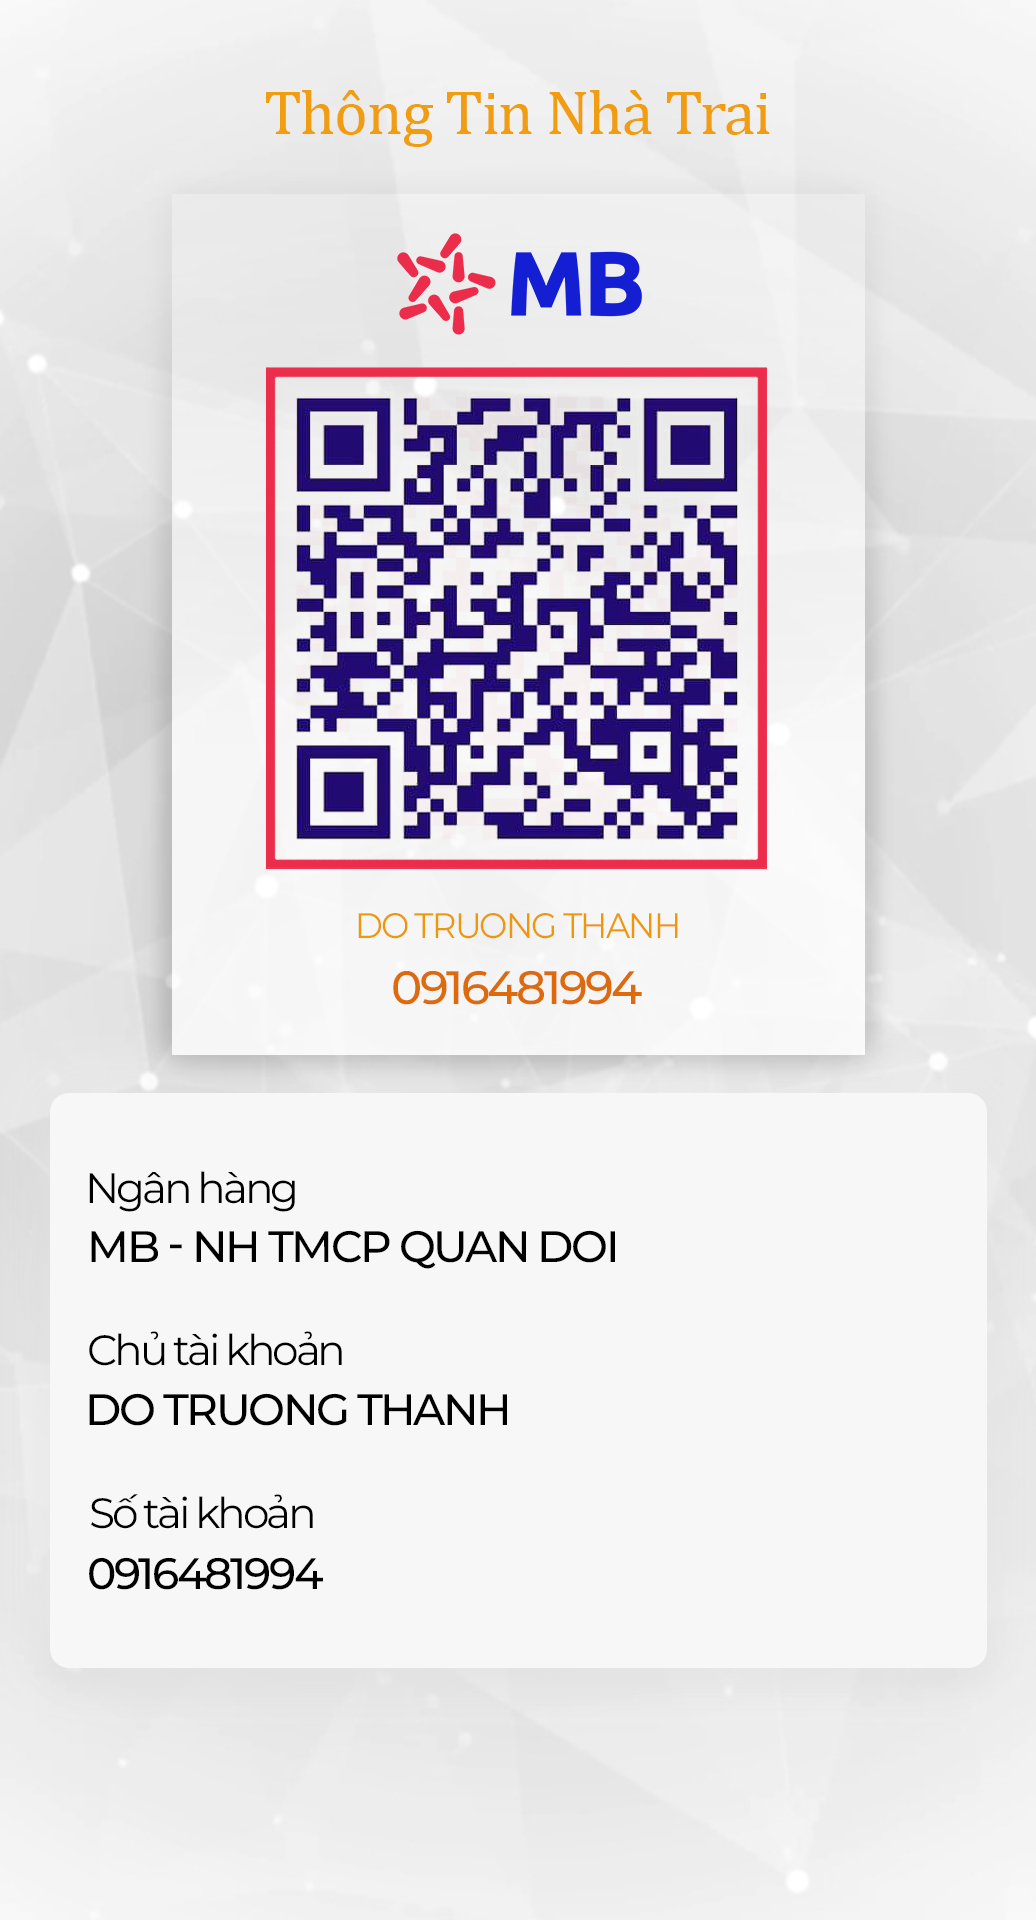 Thông Tin Nhà Trai
MB
DO TRUONG THANH
0916481994
Ngân hàng
MB - NH TMCP QUAN DOI
Chủ tài khoản
DO TRUONG THANH
Số tài khoản
0916481994